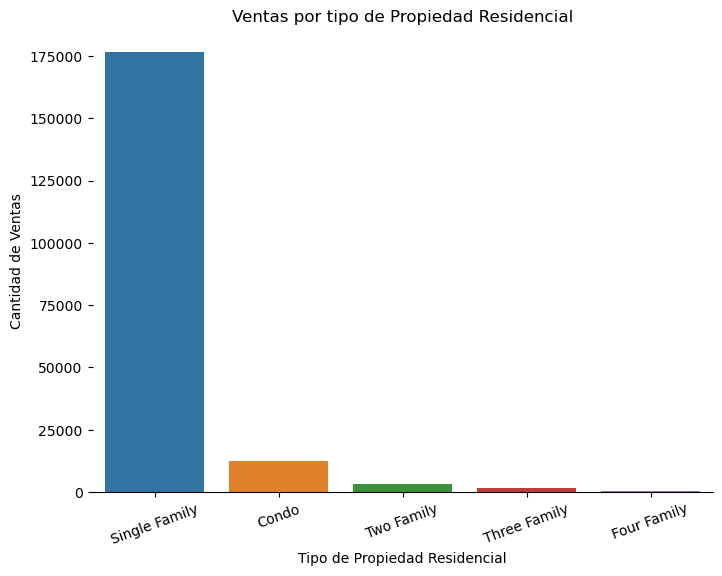 Ventas por tipo de Propiedad Residencial
Cantidad de Ventas
175000
150000
125000
100000
75000
50000
25000
0
Single Family
Condo
Two Family
Three Family
Four Family
Tipo de Propiedad Residencial